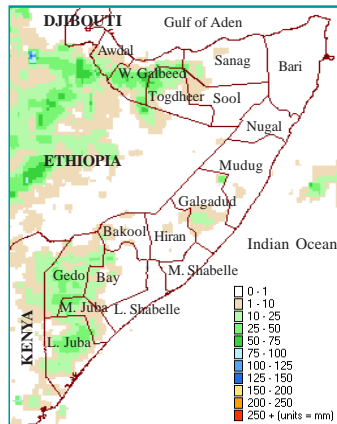 DJIBOUTI
Gulf of Aden
Awdal
Sanag
Bari
W. Galbeed
Togdheer
Sool
Nugal
ETHIOPIA
Mudug
Galgadud
Bakool
Hiran
Indian Ocean
Gedo
Bay
M. Shabelle
M. Juba
L. Shabelle
L. Juba
KENYA
0 - 1
1 - 10
10 - 25
25 - 50
50 - 75
75 - 100
100 - 125
125 - 150
150 - 200
200 - 250
250 + (units = mm)